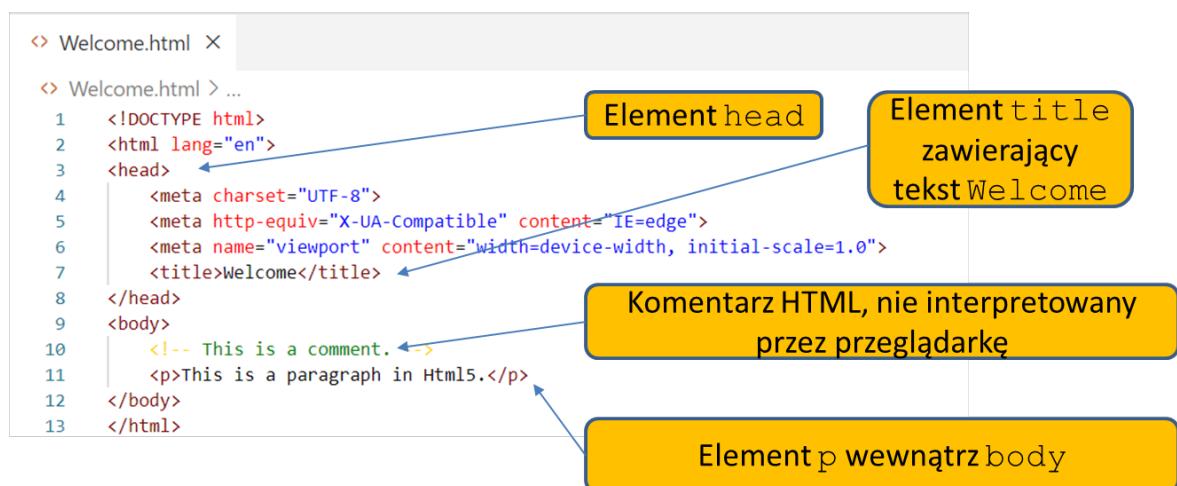 Welcome.html
Welcome.html > ...
1 <!DOCTYPE html>
2 <html lang="en">
3 <head>
4 <meta charset="UTF-8">
5 <meta http-equiv="X-UA-Compatible" content="IE=edge">
6 <meta name="viewport" content="width=device-width, initial-scale=1.0">
7 <title>Welcome</title>
8 </head>
9 <body>
10 <!-- This is a comment. -->
11 <p>This is a paragraph in Html5.</p>
12 </body>
13 </html>
Element head
Element title
zawierający
tekst Welcome
Komentarz HTML, nie interpretowany
przez przeglądarkę
Element p wewnątrz body